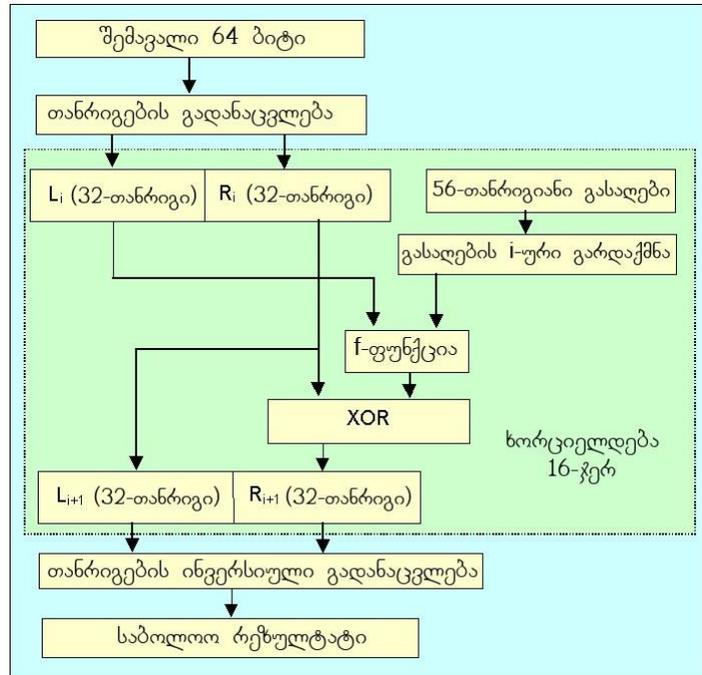 შემავალი 64 ბიტი
თანრიგების გადანაცვლება
Li (32-თანრიგი)
Ri (32-თანრიგი)
56-თანრიგიანი გასაღები
გასაღების i-ური გარდაქმნა
f-ფუნქცია
XOR
ხორციელდება
16-ჯერ
Li+1 (32-თანრიგი)
Ri+1 (32-თანრიგი)
თანრიგების ინვერსიული გადანაცვლება
საბოლოო რეზულტატი